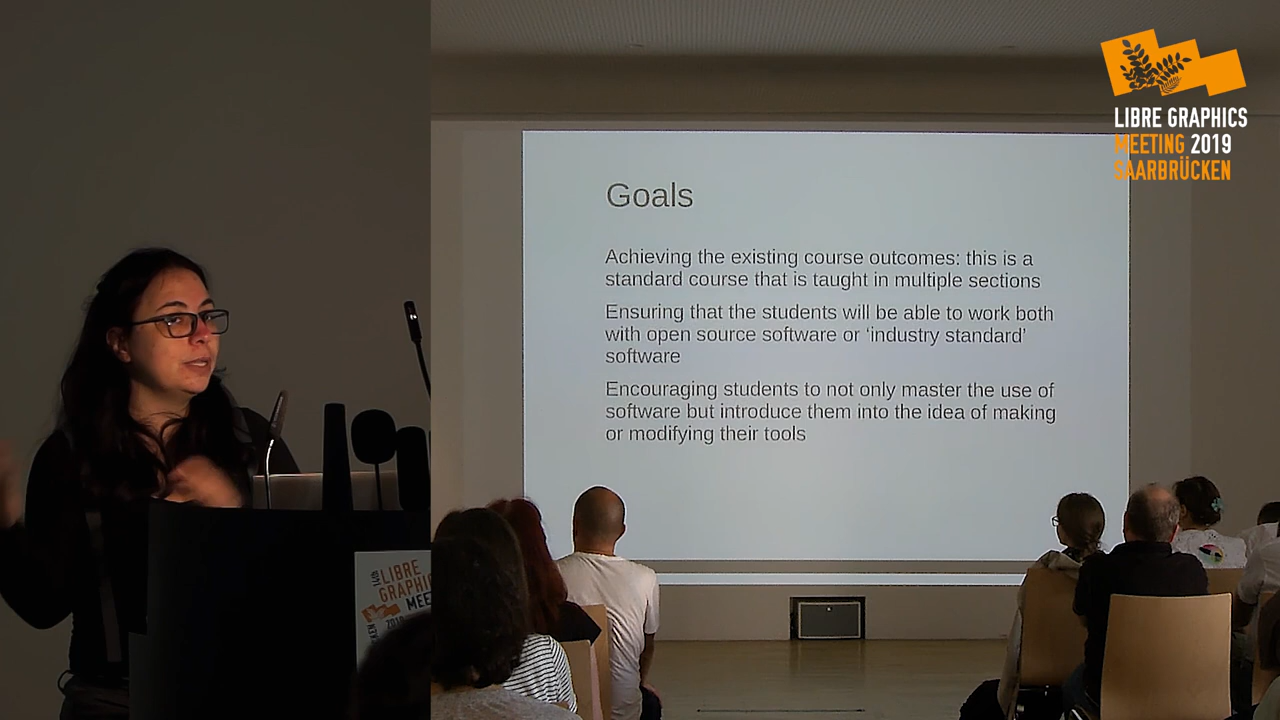 LIBRE GRAPHICS
MEETING 2019
SAARBRÜCKEN
Goals
Achieving the existing course outcomes: this is a
standard course that is taught in multiple sections
Ensuring that the students will be able to work both
with open source software or ‘industry standard’
software
Encouraging students to not only master the use of
software but introduce them into the idea of making
or modifying their tools
LIBRE